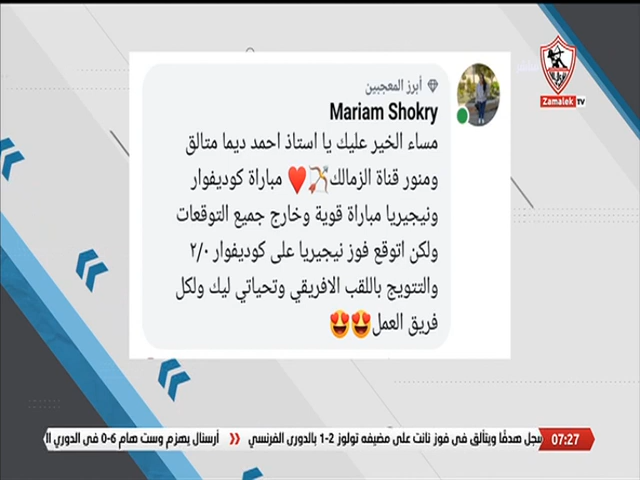 Zamalek TV
أبرز المعجبين
Mariam Shokry
مساء الخير عليك يا استاذ احمد ديما متالق
ومنور قناة الزمالك🏹❤️ مباراة كوديفوار
ونيجيريا مباراة قوية وخارج جميع التوقعات
ولكن اتوقع فوز نيجيريا على كوديفوار ٢/٠
والتتويج باللقب الافريقي وتحياتي ليك ولكل
فريق العمل😍😍
07:27
سجل هدفًا ويتألق فى فوز نانت على مضيفه تولوز 2-1 بالدورى الفرنسي » أرسنال يهزم وست هام 6-0 فى الدوري